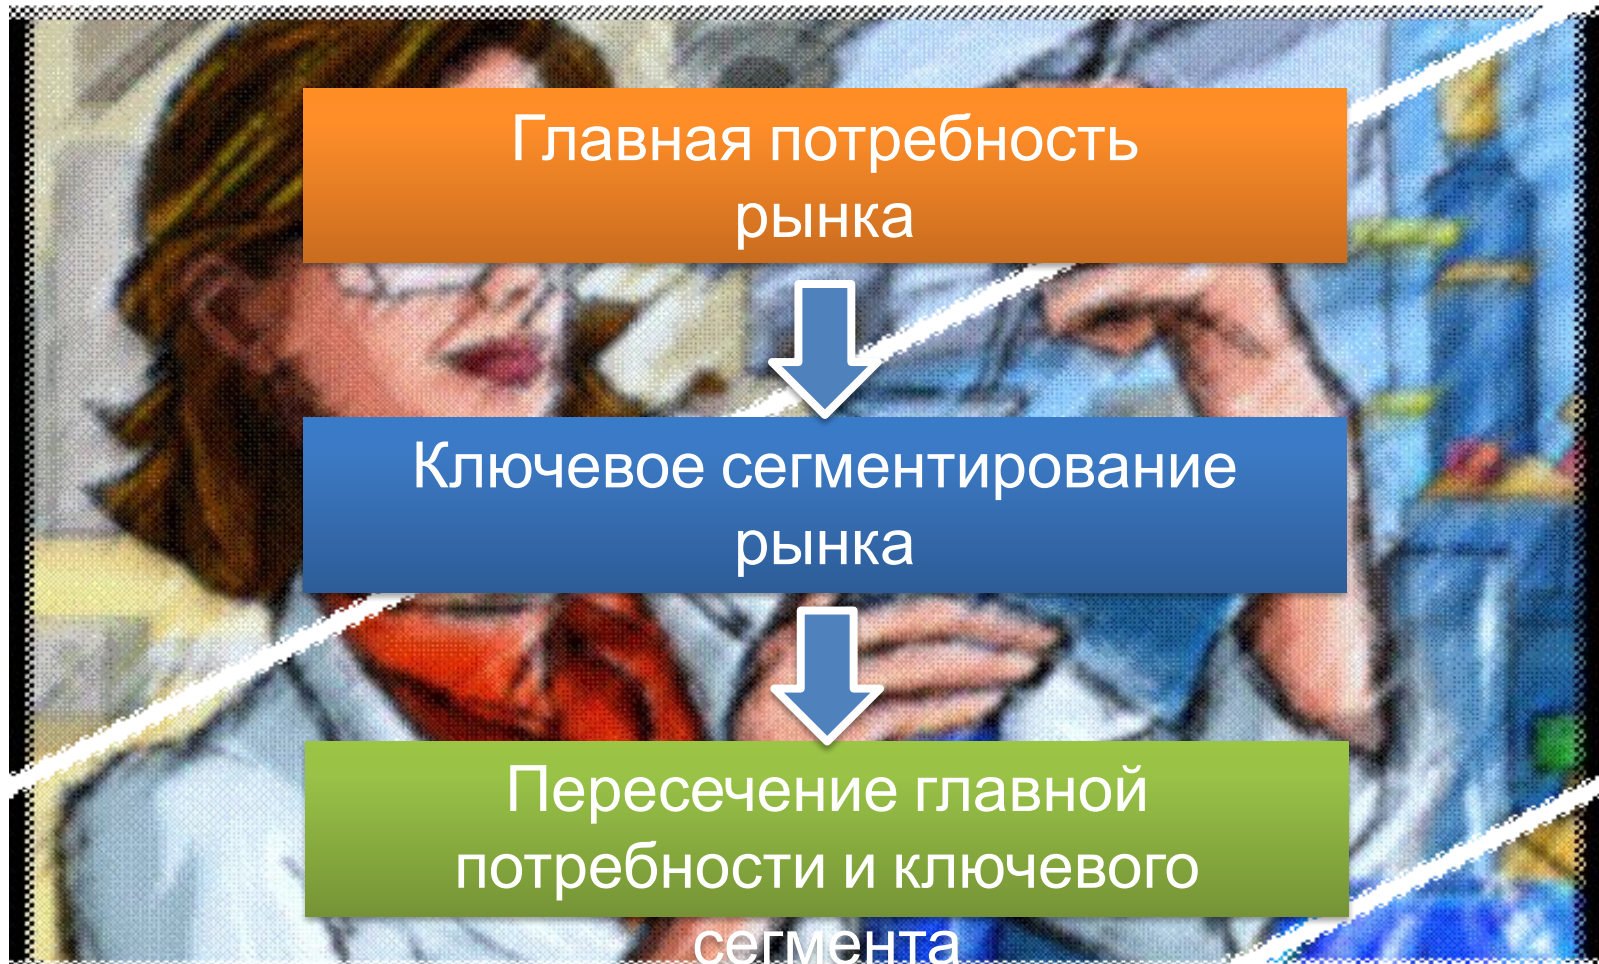 Главная потребность
рынка
Ключевое сегментирование
рынка
Пересечение главной
потребности и ключевого
сегмента